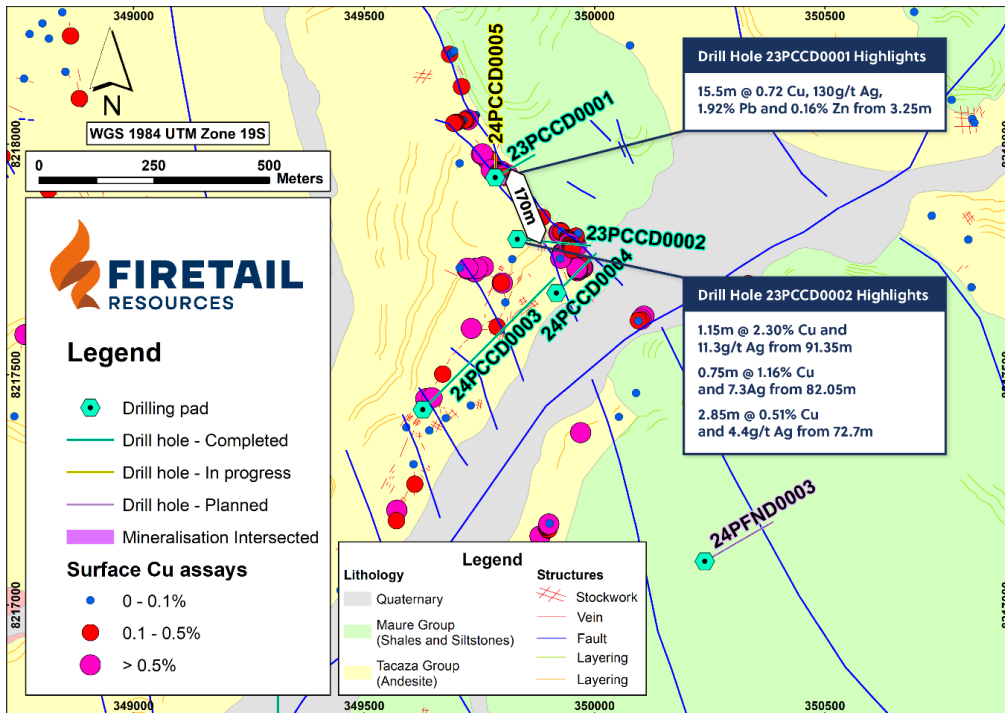 349000
349500
350000
350500
8218000
8218000
N
WGS 1984 UTM Zone 19S
0 250 500
Meters
24PCCD0005
23PCCD0001
170m
23PCCD0002
24PCCD0004
24PCCD0003
24PFND0003
Drill Hole 23PCCD0001 Highlights
15.5m @ 0.72 Cu, 130g/t Ag,
1.92% Pb and 0.16% Zn from 3.25m
Drill Hole 23PCCD0002 Highlights
1.15m @ 2.30% Cu and
11.3g/t Ag from 91.35m
0.75m @ 1.16% Cu
and 7.3Ag from 82.05m
2.85m @ 0.51% Cu
and 4.4g/t Ag from 72.7m
FIRETAIL
RESOURCES
Legend
Drilling pad
Drill hole - Completed
Drill hole - In progress
Drill hole - Planned
Mineralisation Intersected
Surface Cu assays
0 - 0.1%
0.1 - 0.5%
> 0.5%
Legend
Lithology
Quaternary
Maure Group
(Shales and Siltstones)
Tacaza Group
(Andesite)
Structures
Stockwork
Vein
Fault
Layering
Layering
8217500
8217500
8217000
8217000
349000
349500
350000
350500